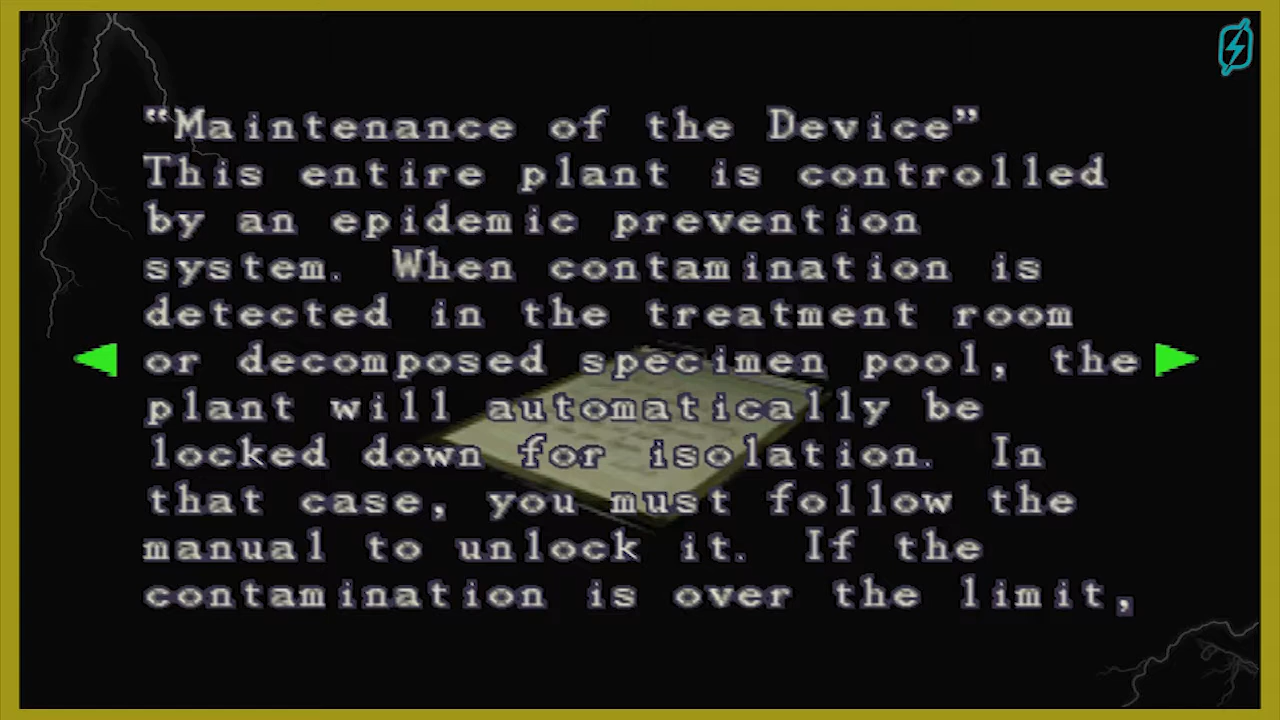 “Maintenance of the Device”
This entire plant is controlled
by an epidemic prevention
system. When contamination is
detected in the treatment room
or decomposed specimen pool, the
plant will automatically be
locked down for isolation. In
that case, you must follow the
manual to unlock it. If the
contamination is over the limit,